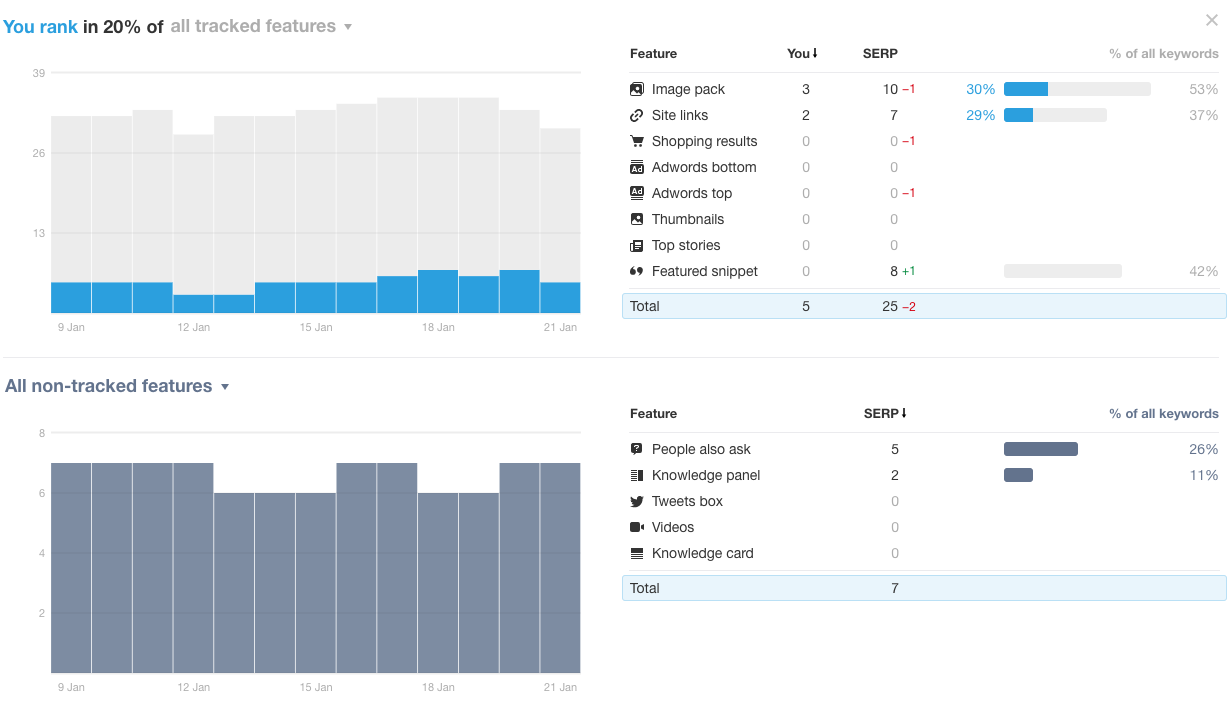 You rank in 20% of all tracked features
39
26
13
9 Jan 12 Jan 15 Jan 18 Jan 21 Jan
Feature You SERP % of all keywords
Image pack 3 10 −1 30% 53%
Site links 2 7 29% 37%
Shopping results 0 0 −1
Adwords bottom 0 0
Adwords top 0 0 −1
Thumbnails 0 0
Top stories 0 0
Featured snippet 0 8 +1 42%
Total 5 25 −2
All non-tracked features
8
6
4
2
9 Jan 12 Jan 15 Jan 18 Jan 21 Jan
Feature SERP % of all keywords
People also ask 5 26%
Knowledge panel 2 11%
Tweets box 0
Videos 0
Knowledge card 0
Total 7